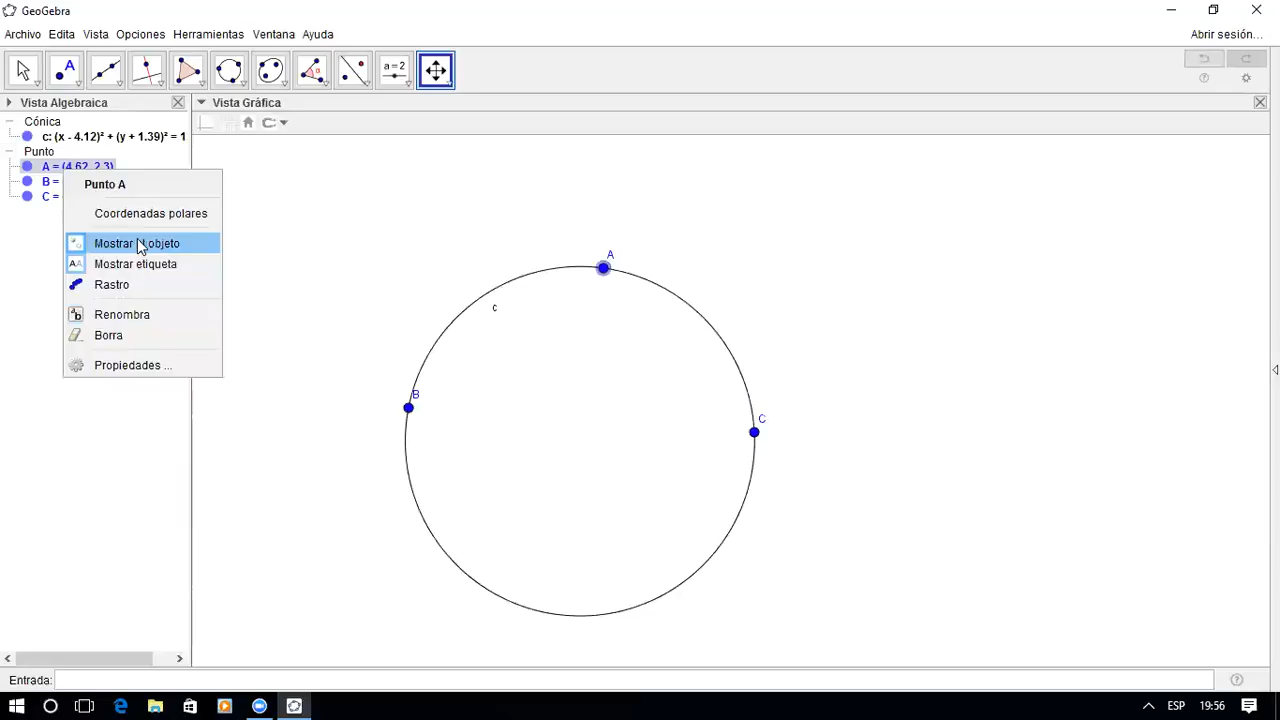 GeoGebra
Archivo Edita Vista Opciones Herramientas Ventana Ayuda
Abrir sesión...
A
a = 2
Vista Algebraica
Vista Gráfica
Cónica
c: (x - 4.12)² + (y + 1.39)² = 1
Punto
A = (4.62, 2.3)
B =
C =
Punto A
Coordenadas polares
Mostrar objeto
AA Mostrar etiqueta
Rastro
Renombra
Borra
Propiedades ...
A
c
B
C
Entrada:
ESP 19:56